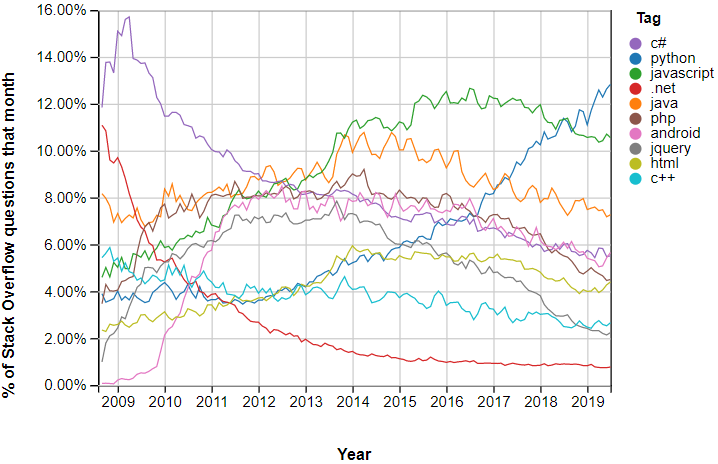 % of Stack Overflow questions that month
16.00%
14.00%
12.00%
10.00%
8.00%
6.00%
4.00%
2.00%
0.00%
2009 2010 2011 2012 2013 2014 2015 2016 2017 2018 2019
Year
Tag
c#
python
javascript
.net
java
php
android
jquery
html
c++